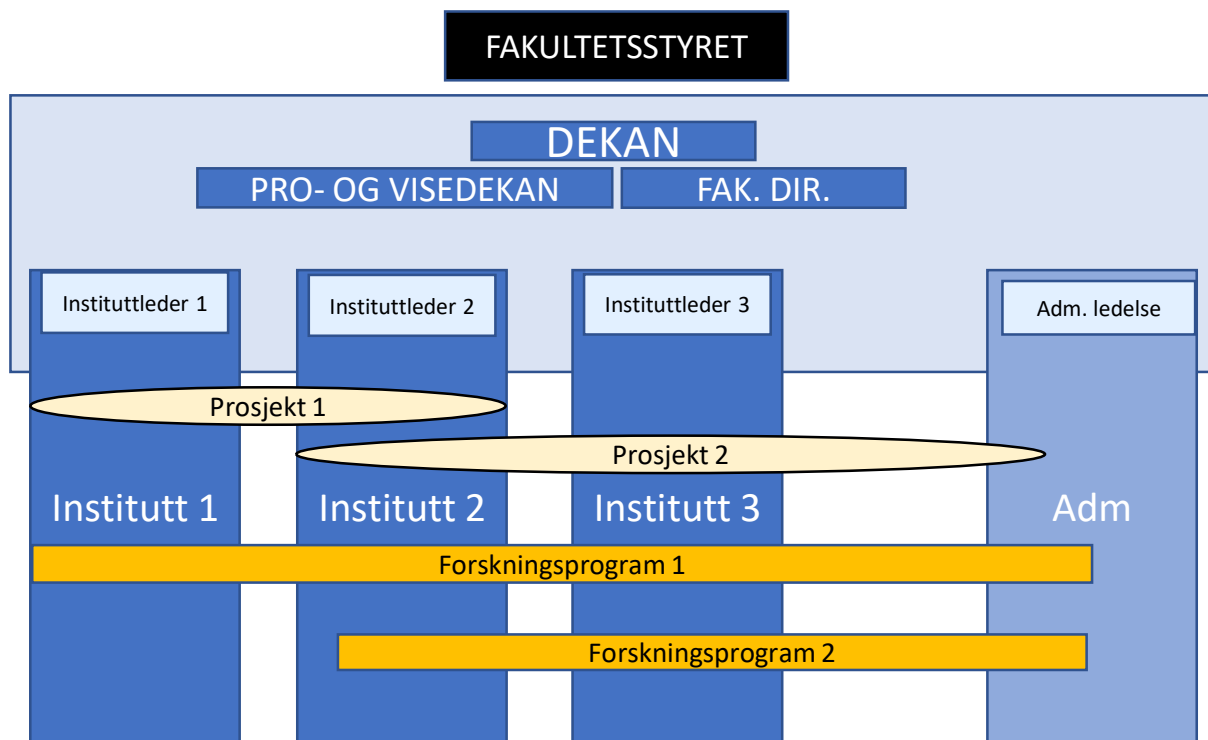 FAKULTETSSTYRET
DEKAN
PRO- OG VISEDEKAN
FAK. DIR.
Instituttleder 1
Instituttleder 2
Instituttleder 3
Adm. ledelse
Prosjekt 1
Prosjekt 2
Institutt 1
Institutt 2
Institutt 3
Adm
Forskningsprogram 1
Forskningsprogram 2